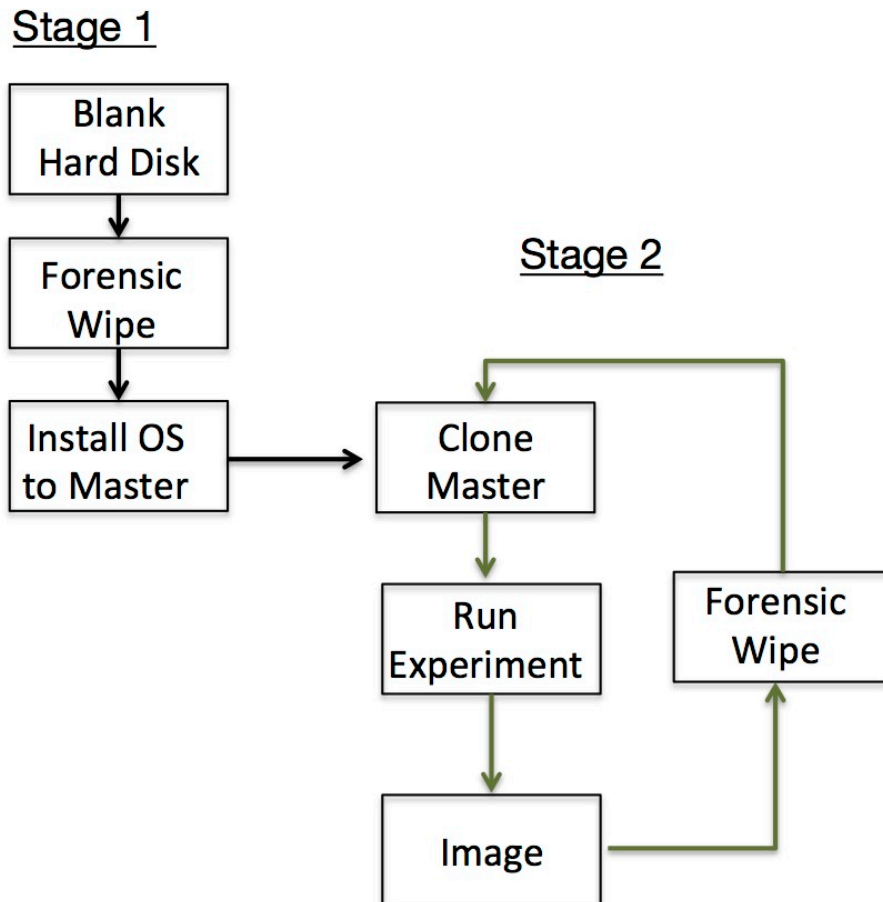 Stage 1
Blank
Hard Disk
Forensic
Wipe
Install OS
to Master
Stage 2
Clone
Master
Run
Experiment
Image
Forensic
Wipe